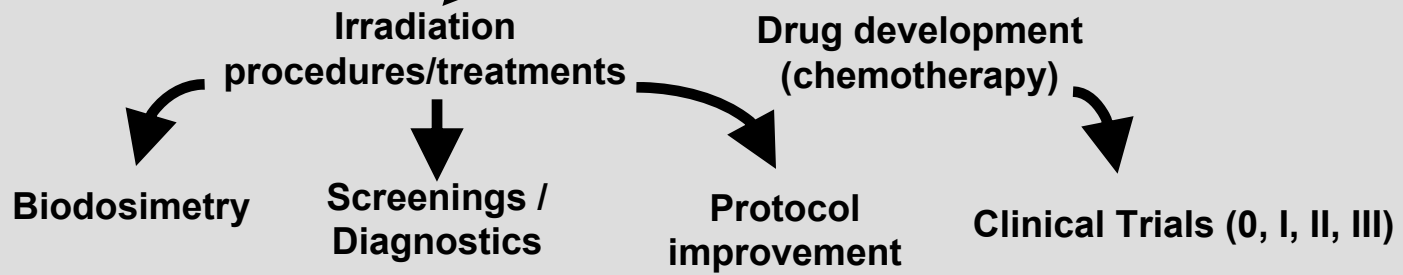 Irradiation
procedures/treatments
Drug development
(chemotherapy)
Biodosimetry
Screenings /
Diagnostics
Protocol
improvement
Clinical Trials (0, I, II, III)